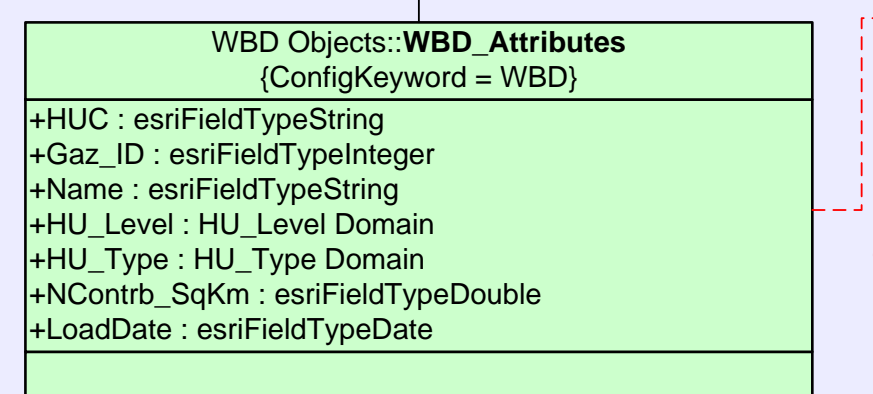 WBD Objects::WBD_Attributes
{ConfigKeyword = WBD}
+HUC : esriFieldTypeString
+Gaz_ID : esriFieldTypeInteger
+Name : esriFieldTypeString
+HU_Level : HU_Level Domain
+HU_Type : HU_Type Domain
+NContrb_SqKm : esriFieldTypeDouble
+LoadDate : esriFieldTypeDate